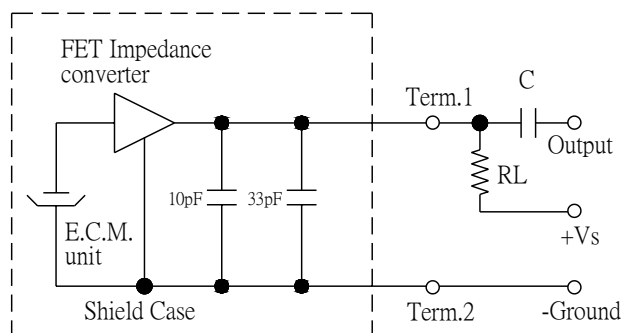 FET Impedance
converter
Term.1
C
Output
RL
10pF
33pF
+Vs
E.C.M.
unit
Shield Case
Term.2
-Ground